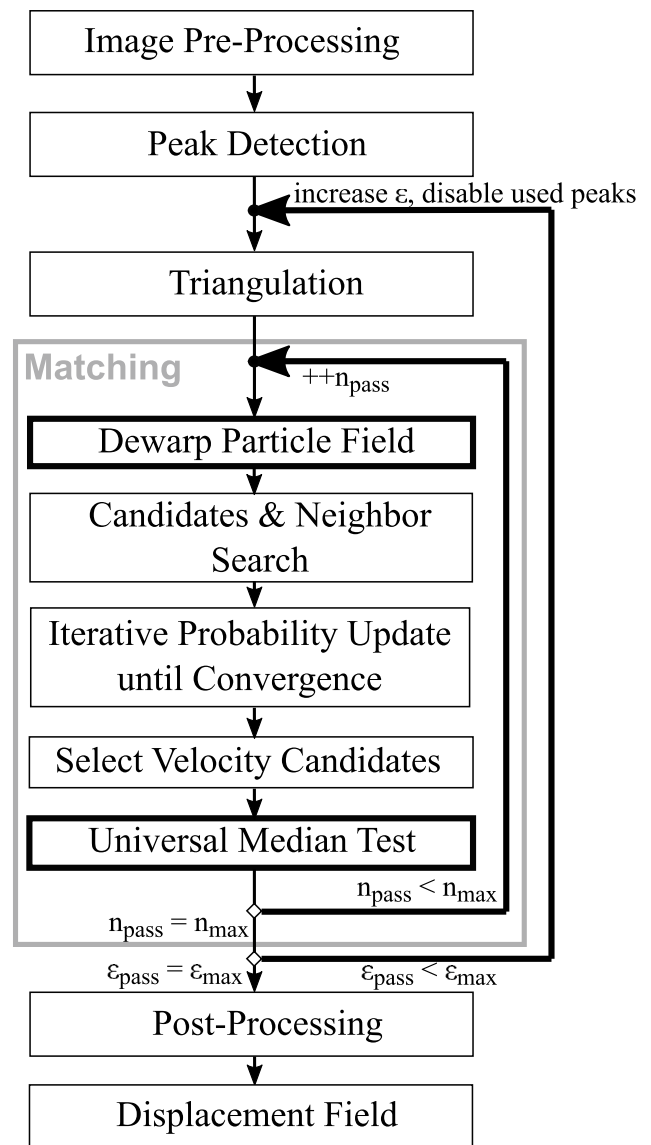 Image Pre-Processing
Peak Detection
increase ε, disable used peaks
Triangulation
Matching
++npass
Dewarp Particle Field
Candidates & Neighbor
Search
Iterative Probability Update
until Convergence
Select Velocity Candidates
Universal Median Test
npass < nmax
npass = nmax
εpass = εmax
εpass < εmax
Post-Processing
Displacement Field